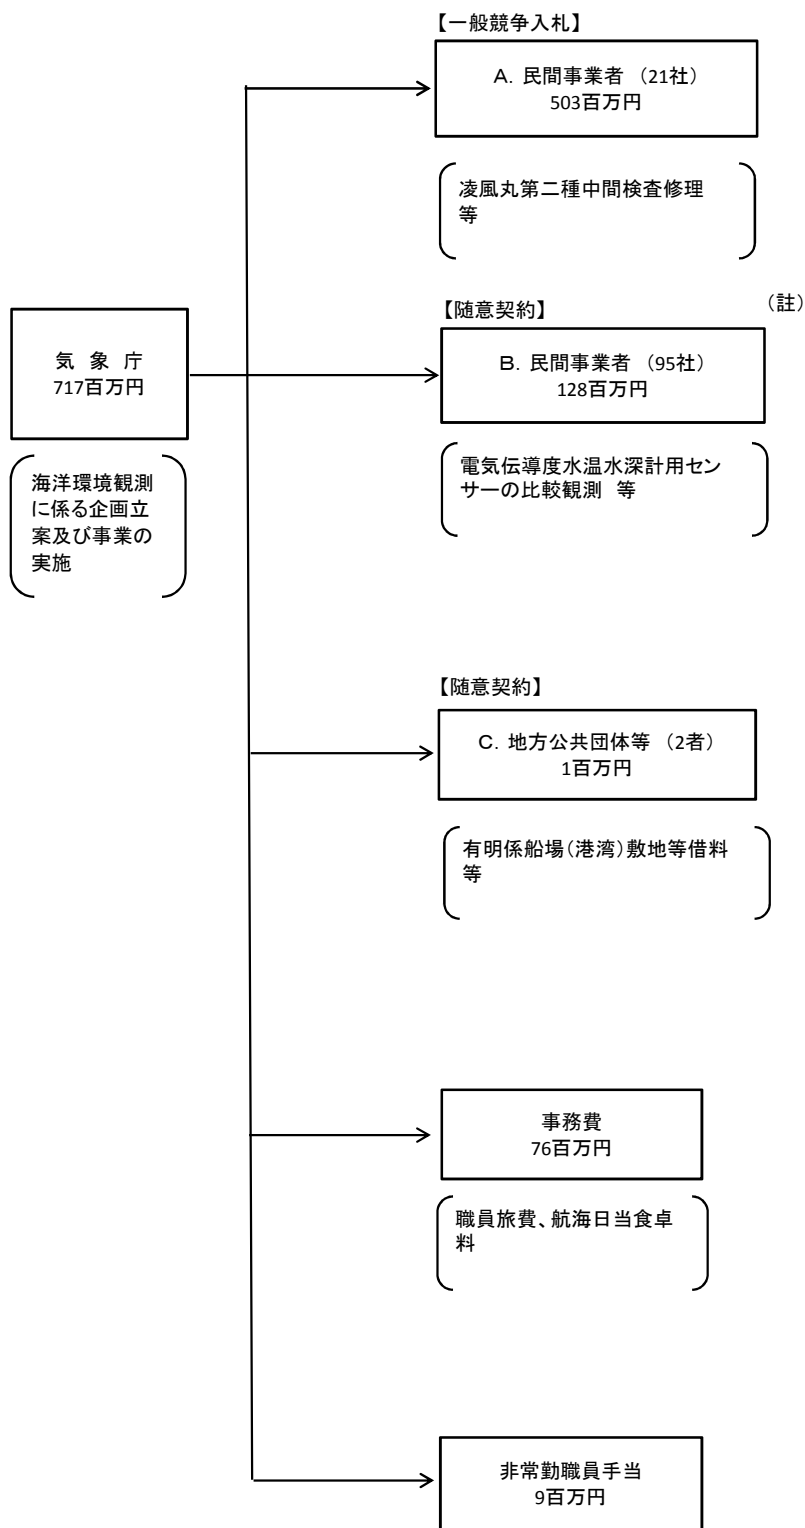 【一般競争入札】
A. 民間事業者 (21社)
503百万円
凌風丸第二種中間検査修理
等
気 象 庁
717百万円
海洋環境観測
に係る企画立
案及び事業の
実施
【随意契約】
(註)
B. 民間事業者 (95社)
128百万円
電気伝導度水温水深計用セン
サーの比較観測 等
【随意契約】
C. 地方公共団体等 (2者)
1百万円
有明係船場(港湾)敷地等借料
等
事務費
76百万円
職員旅費、航海日当食卓
料
非常勤職員手当
9百万円